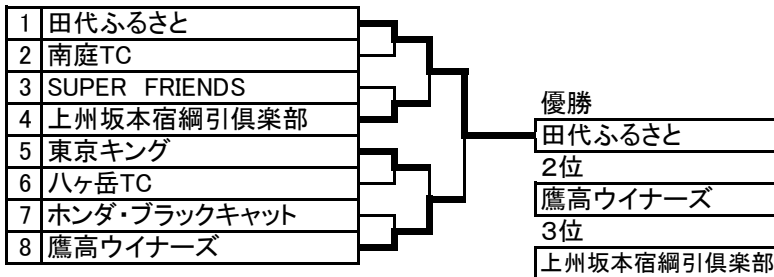 1 田代ふるさと
2 南庭TC
3 SUPER FRIENDS
4 上州坂本宿綱引倶楽部
5 東京キング
6 八ヶ岳TC
7 ホンダ・ブラックキャット
8 鷹高ウイナーズ
優勝
田代ふるさと
2位
鷹高ウイナーズ
3位
上州坂本宿綱引倶楽部